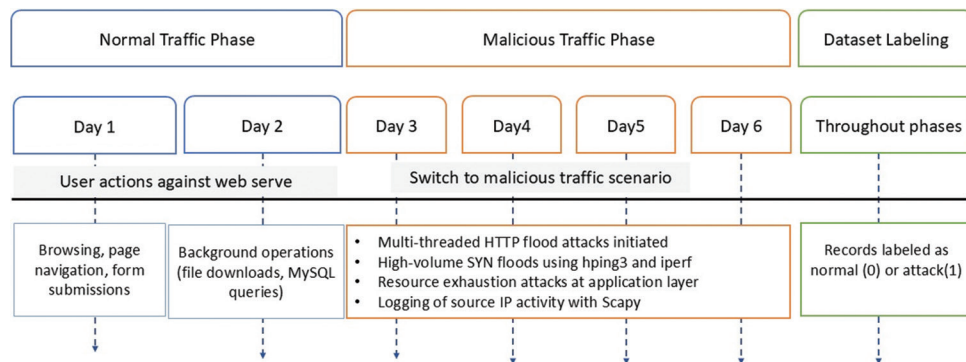 Normal Traffic Phase
Malicious Traffic Phase
Dataset Labeling
Day 1
Day 2
Day 3
Day4
Day5
Day 6
Throughout phases
User actions against web serve
Switch to malicious traffic scenario
Browsing, page
navigation, form
submissions
Background operations
(file downloads, MySQL
queries)
• Multi-threaded HTTP flood attacks initiated
• High-volume SYN floods using hping3 and iperf
• Resource exhaustion attacks at application layer
• Logging of source IP activity with Scapy
Records labeled as
normal (0) or attack(1)